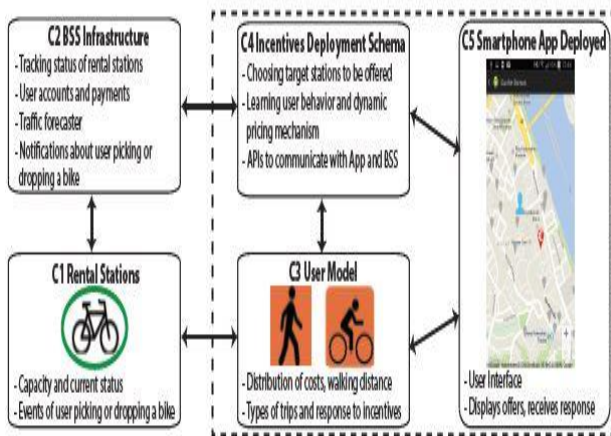 C2 BSS Infrastructure
- Tracking status of rental stations
- User accounts and payments
- Traffic forecaster
- Notifications about user picking or
dropping a bike
C4 Incentives Deployment Schema
- Choosing target stations to be offered
- Learning user behavior and dynamic
pricing mechanism
- APIs to communicate with App and BSS
C5 Smartphone App Deployed
- User Interface
- Displays offers, receives response
C1 Rental Stations
- Capacity and current status
- Events of user picking or dropping a bike
C3 User Model
- Distribution of costs, walking distance
- Types of trips and response to incentives